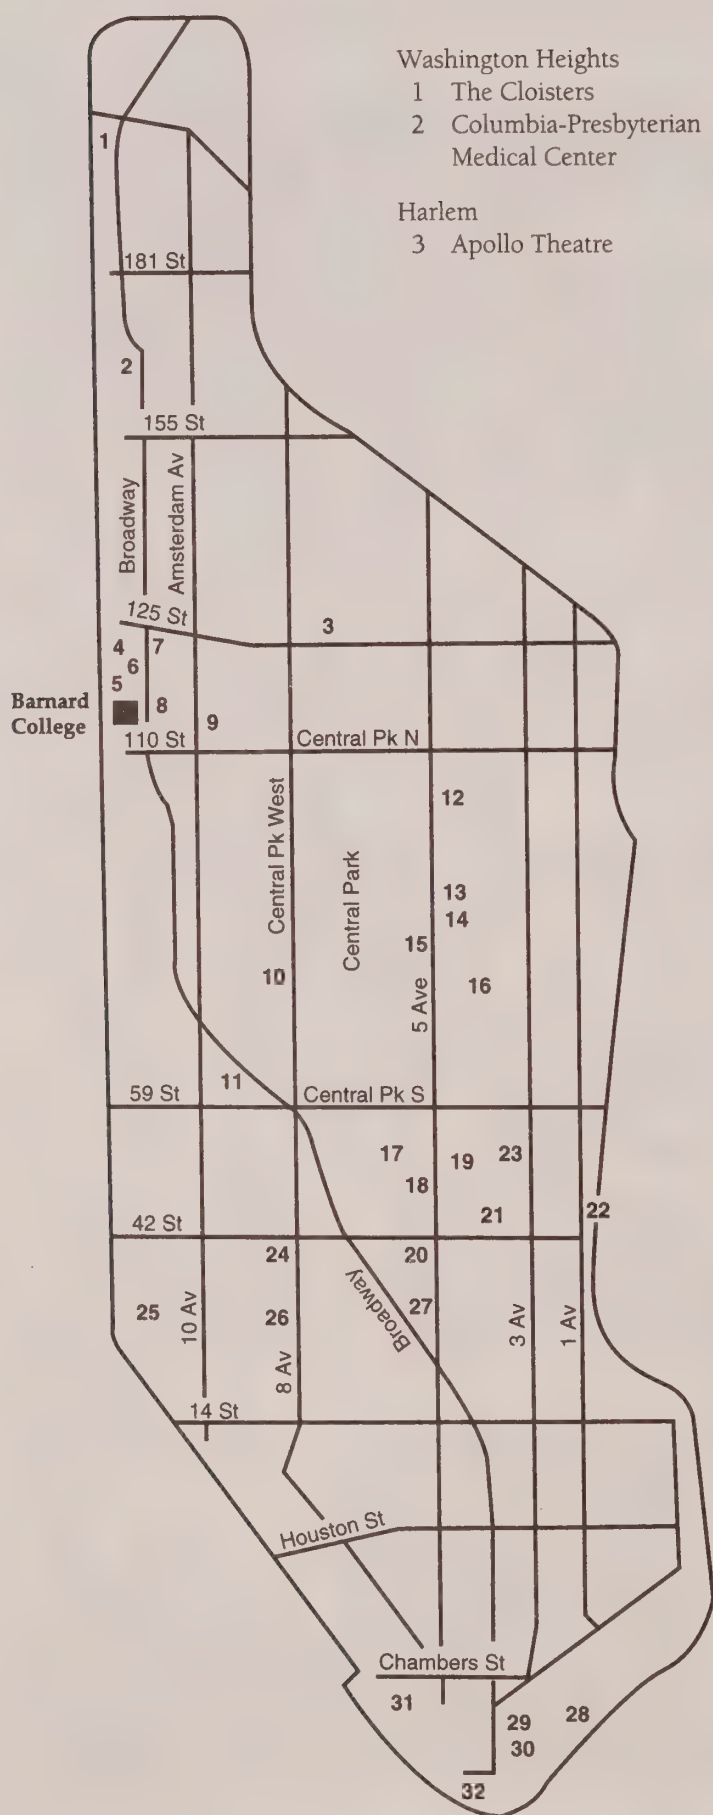 Washington Heights
1 The Cloisters
2 Columbia-Presbyterian
Medical Center
Harlem
3 Apollo Theatre
1
181 St
2
155 St
Broadway
Amsterdam Av
125 St
3
4
7
6
5
Barnard
College
8
9
110 St
Central Pk N
12
Central Pk West
Central Park
13
14
15
10
16
5 Ave
11
59 St
Central Pk S
17
19
23
18
22
21
42 St
24
20
Broadway
25
10 Av
26
27
3 Av
1 Av
8 Av
14 St
Houston St
Chambers St
31
29
28
30
32